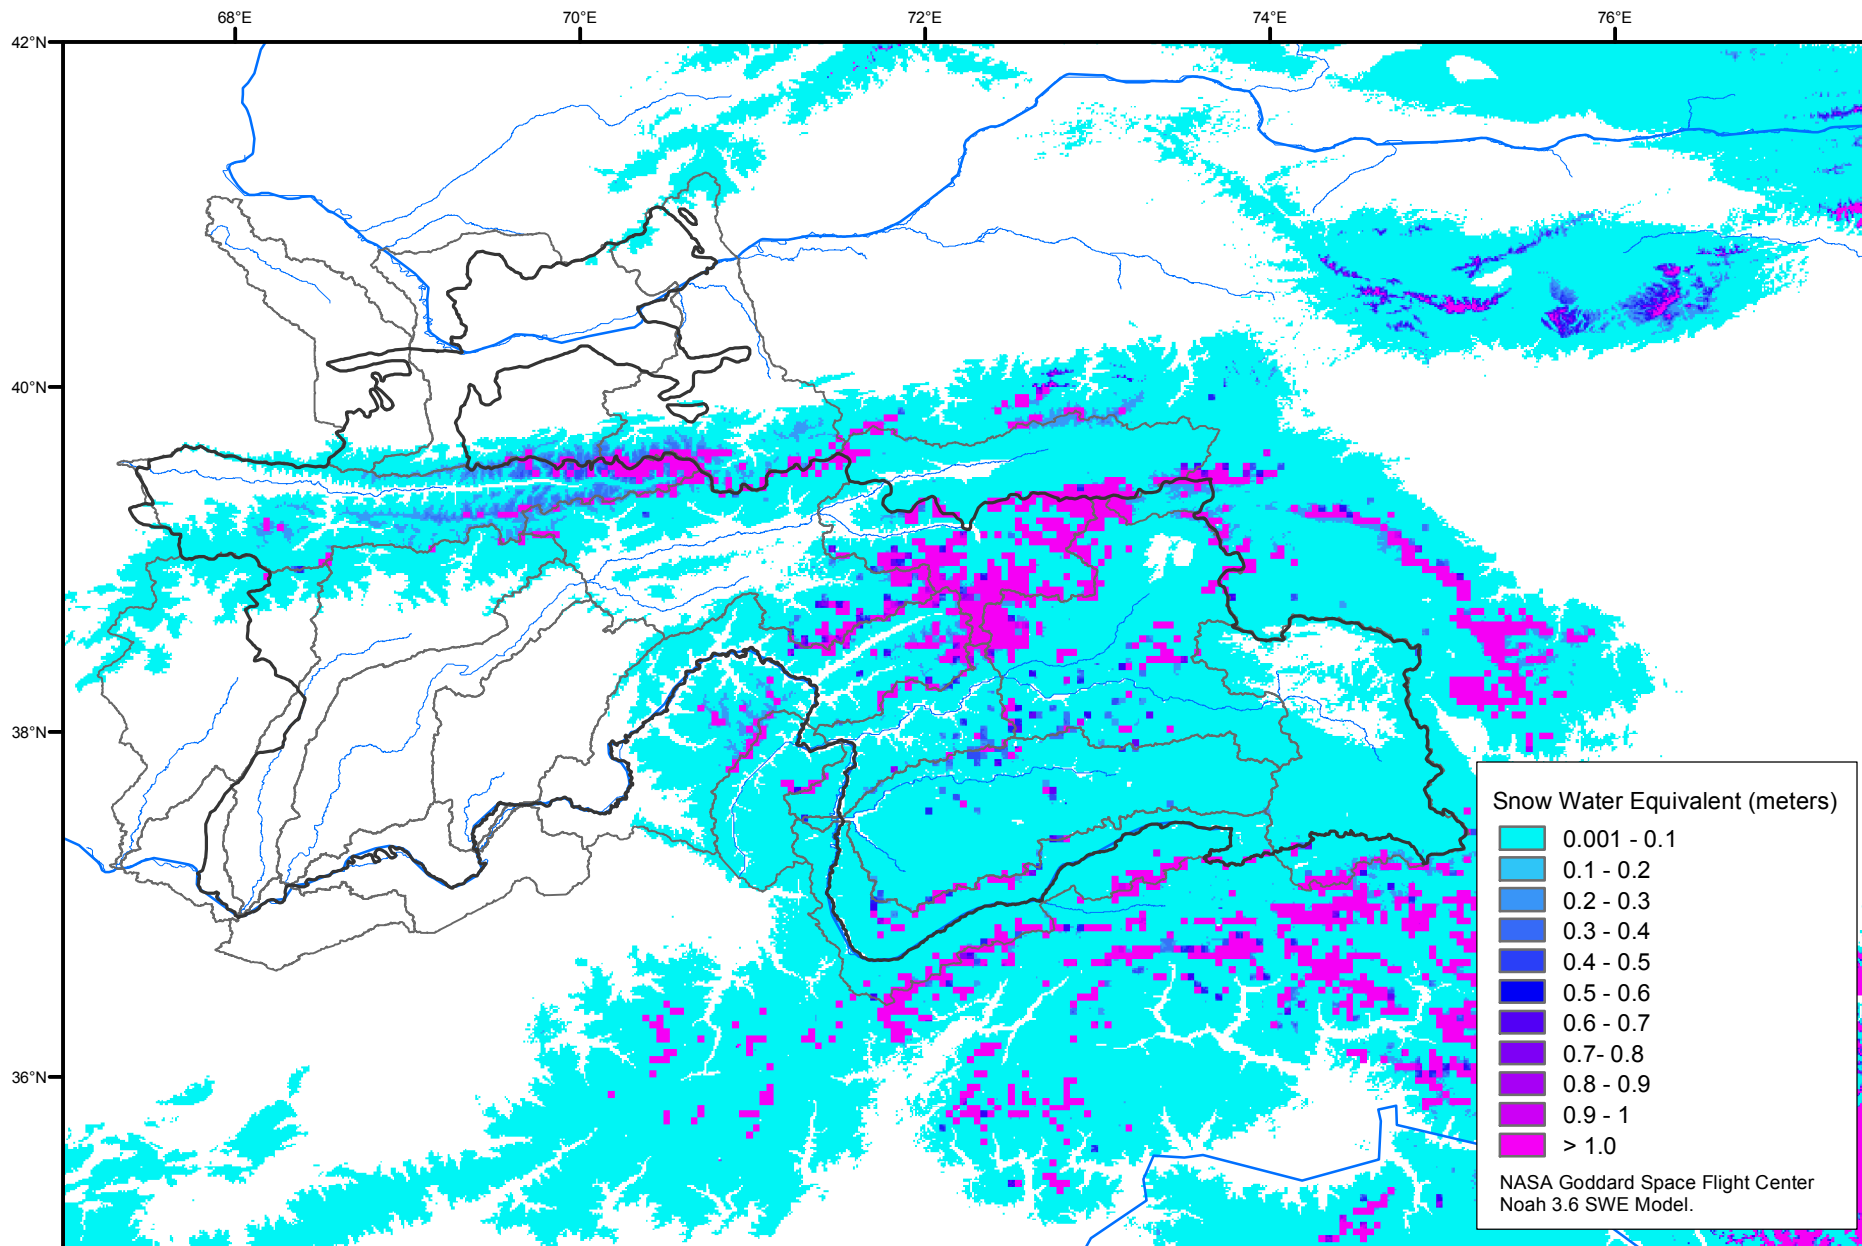 68°E
70°E
72°E
74°E
76°E
42°N
40°N
38°N
36°N
Snow Water Equivalent (meters)
0.001 - 0.1
0.1 - 0.2
0.2 - 0.3
0.3 - 0.4
0.4 - 0.5
0.5 - 0.6
0.6 - 0.7
0.7- 0.8
0.8 - 0.9
0.9 - 1
> 1.0
NASA Goddard Space Flight Center
Noah 3.6 SWE Model.